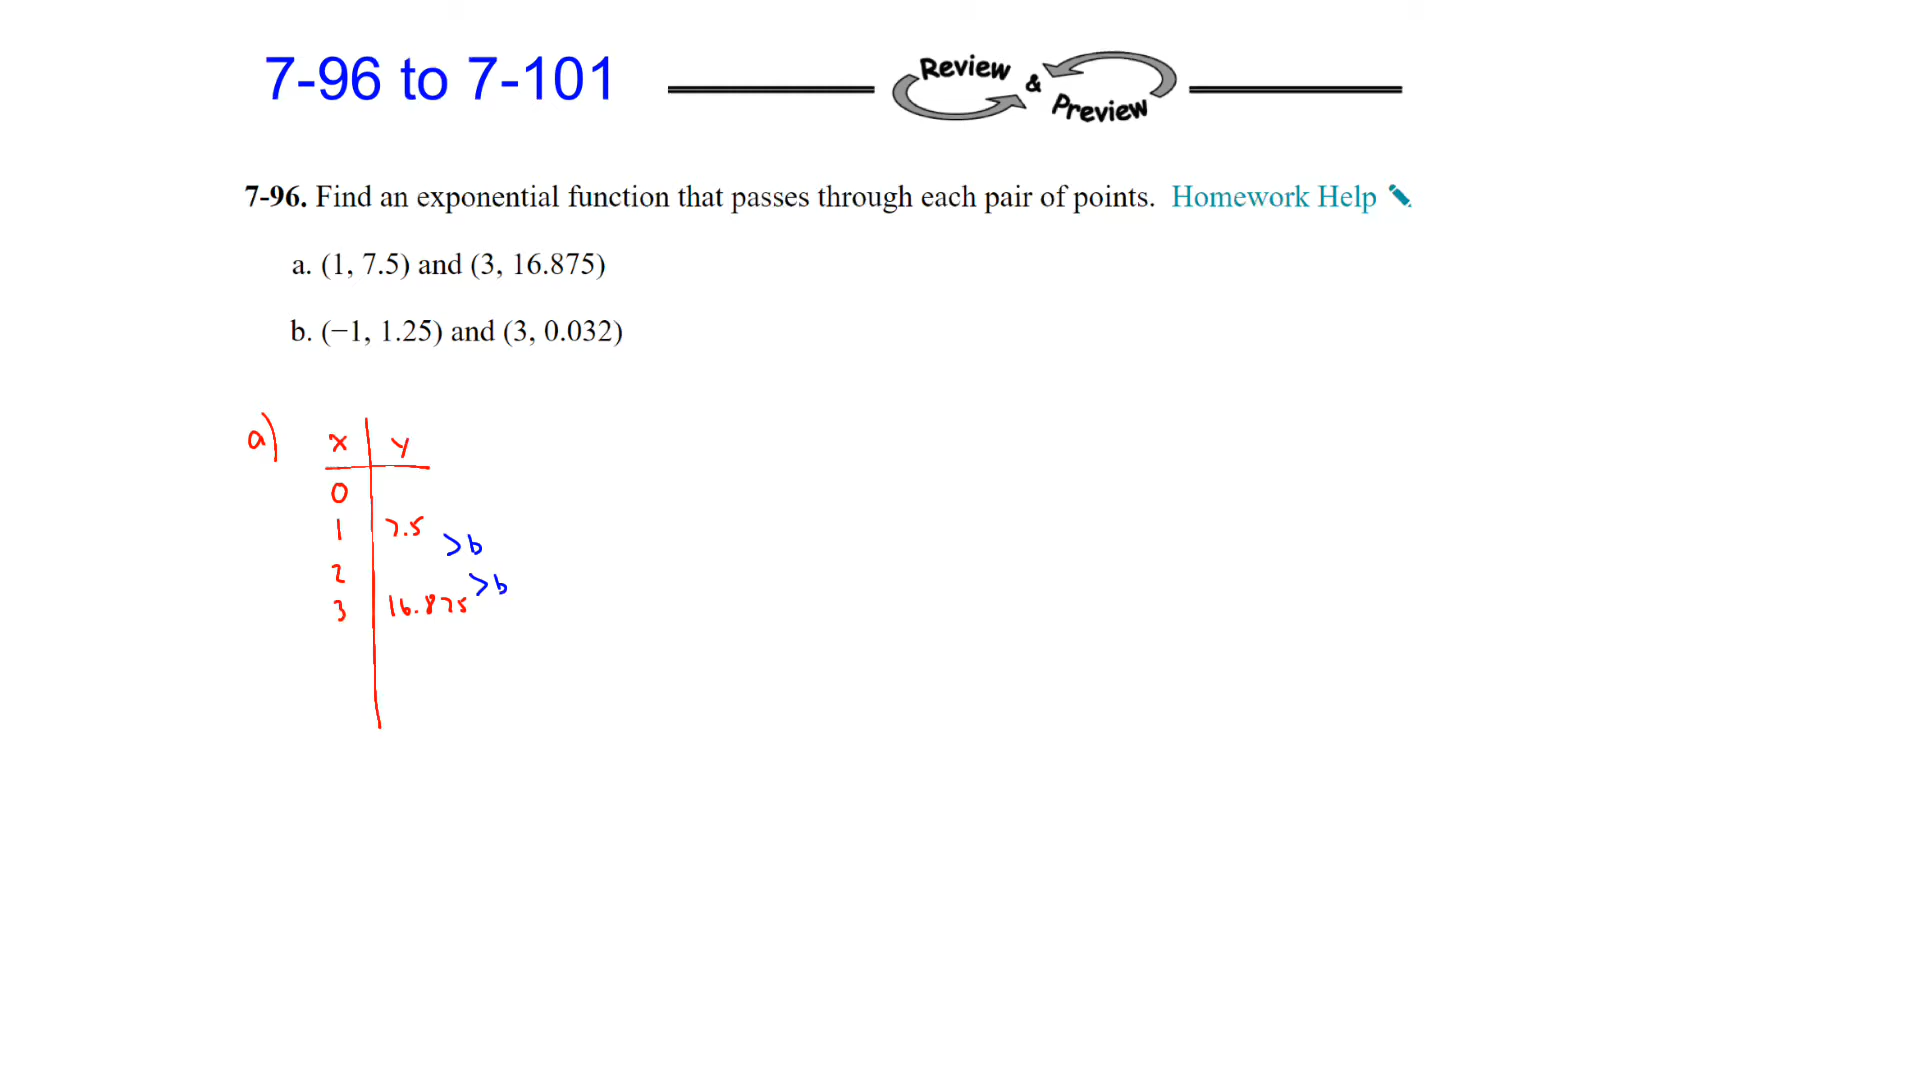 7-96 to 7-101
Review & Preview
7-96. Find an exponential function that passes through each pair of points. Homework Help
a. (1, 7.5) and (3, 16.875)
b. (−1, 1.25) and (3, 0.032)
a) x y
0
1 7.5
>b
2
>b
3 16.875